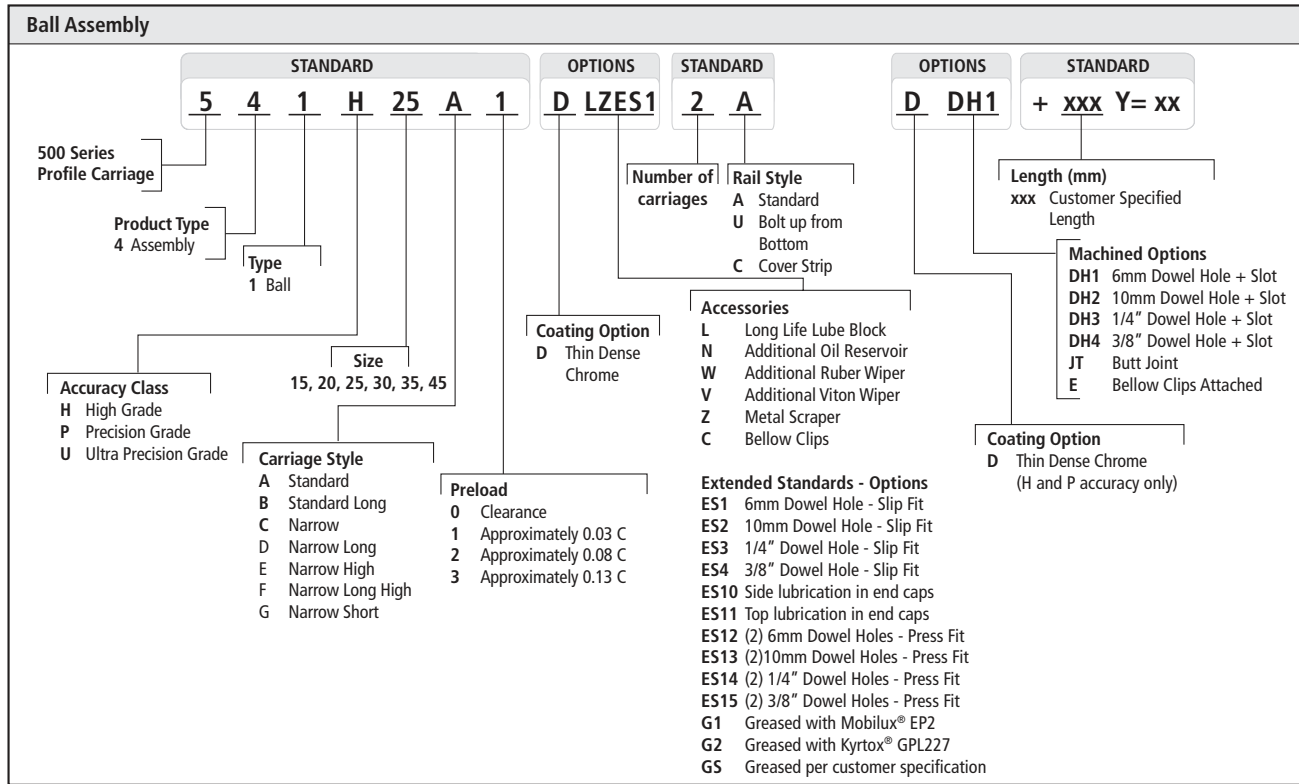 Ball Assembly
STANDARD OPTIONS STANDARD OPTIONS STANDARD
5 4 1 H 25 A 1 D LZES1 2 A D DH1 + xxx Y= xx
500 Series
Profile Carriage
Product Type
4 Assembly
Type
1 Ball
Accuracy Class
H High Grade
P Precision Grade
U Ultra Precision Grade
Size
15, 20, 25, 30, 35, 45
Carriage Style
A Standard
B Standard Long
C Narrow
D Narrow Long
E Narrow High
F Narrow Long High
G Narrow Short
Preload
0 Clearance
1 Approximately 0.03 C
2 Approximately 0.08 C
3 Approximately 0.13 C
Coating Option
D Thin Dense
Chrome
Number of
carriages
Rail Style
A Standard
U Bolt up from
Bottom
C Cover Strip
Accessories
L Long Life Lube Block
N Additional Oil Reservoir
W Additional Ruber Wiper
V Additional Viton Wiper
Z Metal Scraper
C Bellow Clips
Extended Standards - Options
ES1 6mm Dowel Hole - Slip Fit
ES2 10mm Dowel Hole - Slip Fit
ES3 1/4″ Dowel Hole - Slip Fit
ES4 3/8″ Dowel Hole - Slip Fit
ES10 Side lubrication in end caps
ES11 Top lubrication in end caps
ES12 (2) 6mm Dowel Holes - Press Fit
ES13 (2)10mm Dowel Holes - Press Fit
ES14 (2) 1/4″ Dowel Holes - Press Fit
ES15 (2) 3/8″ Dowel Holes - Press Fit
G1 Greased with Mobilux® EP2
G2 Greased with Kyrtox® GPL227
GS Greased per customer specification
Length (mm)
xxx Customer Specified
Length
Machined Options
DH1 6mm Dowel Hole + Slot
DH2 10mm Dowel Hole + Slot
DH3 1/4″ Dowel Hole + Slot
DH4 3/8″ Dowel Hole + Slot
JT Butt Joint
E Bellow Clips Attached
Coating Option
D Thin Dense Chrome
(H and P accuracy only)